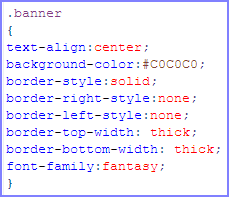 .banner
{
text-align:center;
background-color:#C0C0C0;
border-style:solid;
border-right-style:none;
border-left-style:none;
border-top-width: thick;
border-bottom-width: thick;
font-family:fantasy;
}